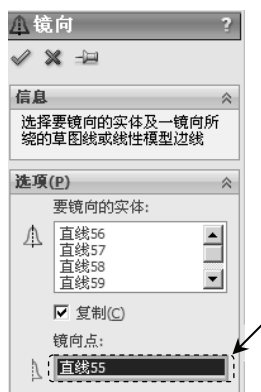 镜向 ?
信息
选择要镜向的实体及一镜向所
绕的草图线或线性模型边线
选项(P)
要镜向的实体:
直线56
直线57
直线58
直线59
复制(C)
镜向点:
直线55